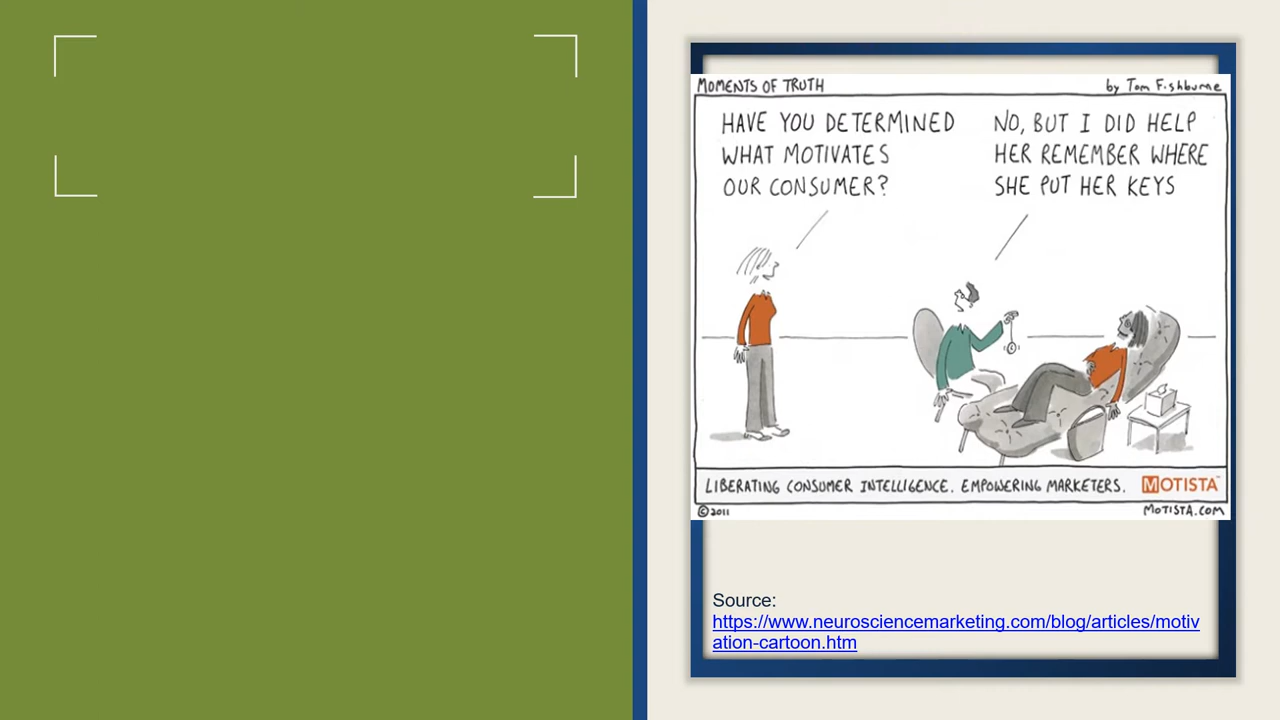 MOMENTS OF TRUTH
by Tom Fishburne
HAVE YOU DETERMINED
WHAT MOTIVATES
OUR CONSUMER?
NO, BUT I DID HELP
HER REMEMBER WHERE
SHE PUT HER KEYS
LIBERATING CONSUMER INTELLIGENCE. EMPOWERING MARKETERS.
MOTISTA™
©2011
MOTISTA.COM
Source:
https://www.neurosciencemarketing.com/blog/articles/motiv
ation-cartoon.htm